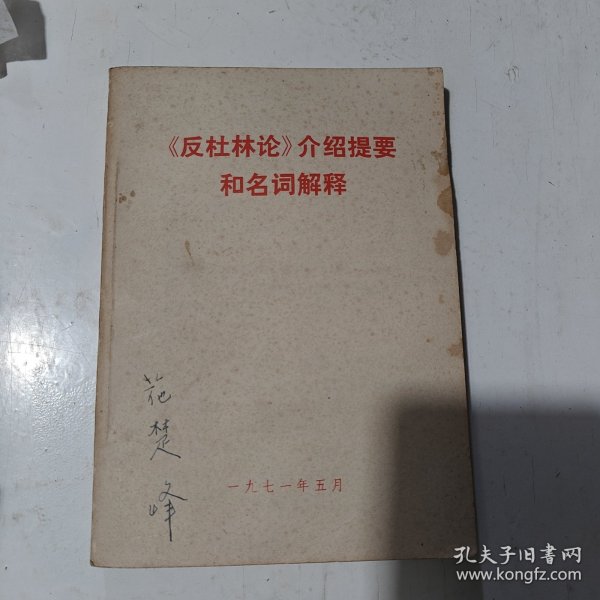 《反杜林论》介绍提要
和名词解释
楚
峰
一九七一年五月
孔夫子旧书网
www.kongfz.com